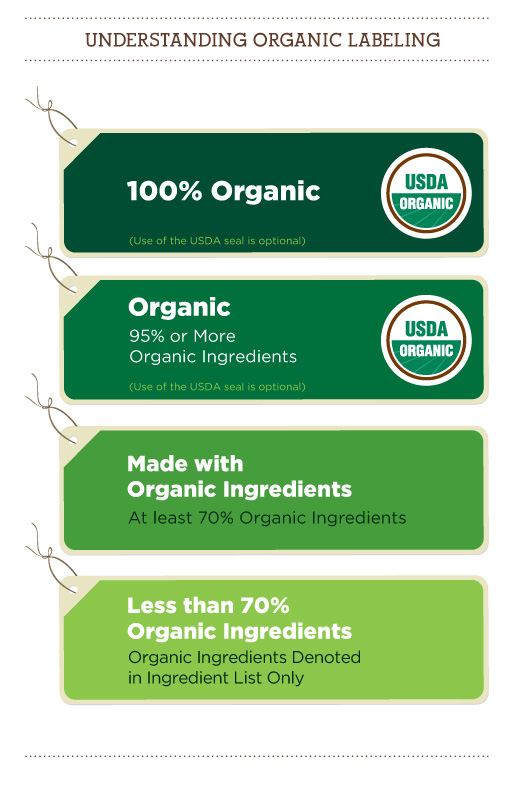 UNDERSTANDING ORGANIC LABELING
100% Organic
(Use of the USDA seal is optional)
USDA
ORGANIC
Organic
95% or More
Organic Ingredients
(Use of the USDA seal is optional)
USDA
ORGANIC
Made with
Organic Ingredients
At least 70% Organic Ingredients
Less than 70%
Organic Ingredients
Organic Ingredients Denoted
in Ingredient List Only